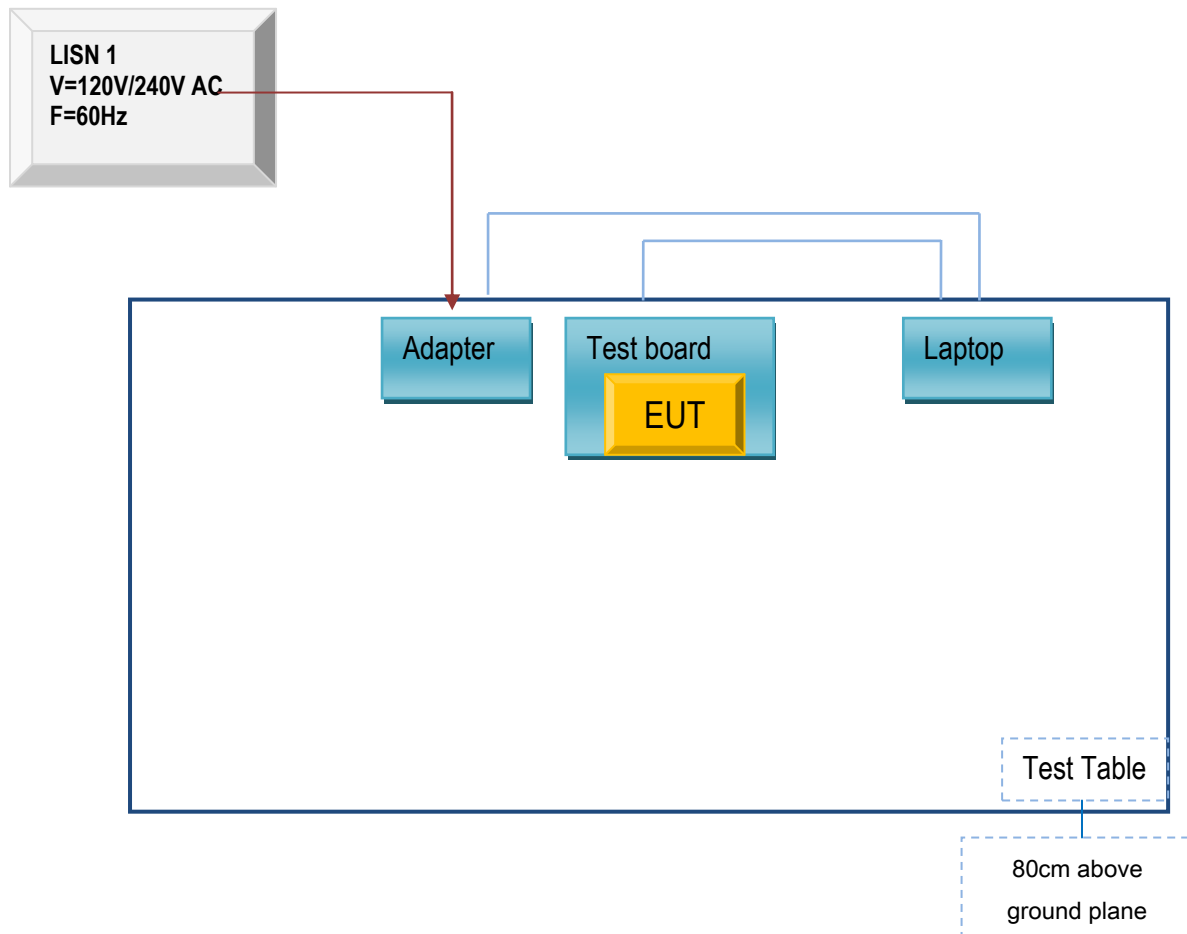 LISN 1
V=120V/240V AC
F=60Hz
Adapter
Test board
Laptop
EUT
Test Table
80cm above
ground plane